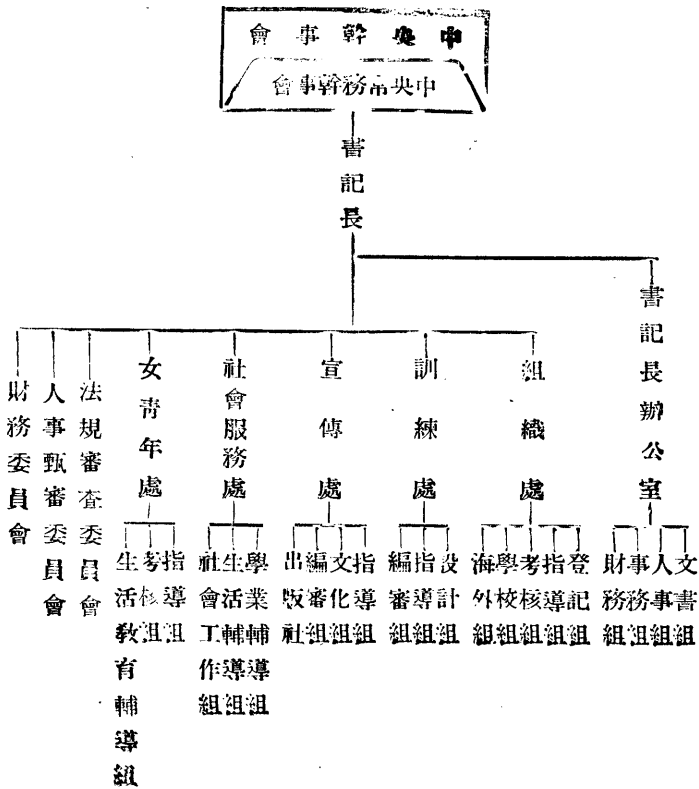 中央幹事會
中央常務幹事會
書記長
書記長辦公室
文書組
人事組
事務組
財務組
組織處
登記組
指導組
考核組
學校組
海外組
訓練處
設計組
指導組
編審組
宣傳處
指導組
文化組
編審組
出版社
社會服務處
學業輔導組
生活輔導組
社會工作組
女青年處
指導組
考核組
生活敎育輔導組
法規審查委員會
人事甄審委員會
財務委員會